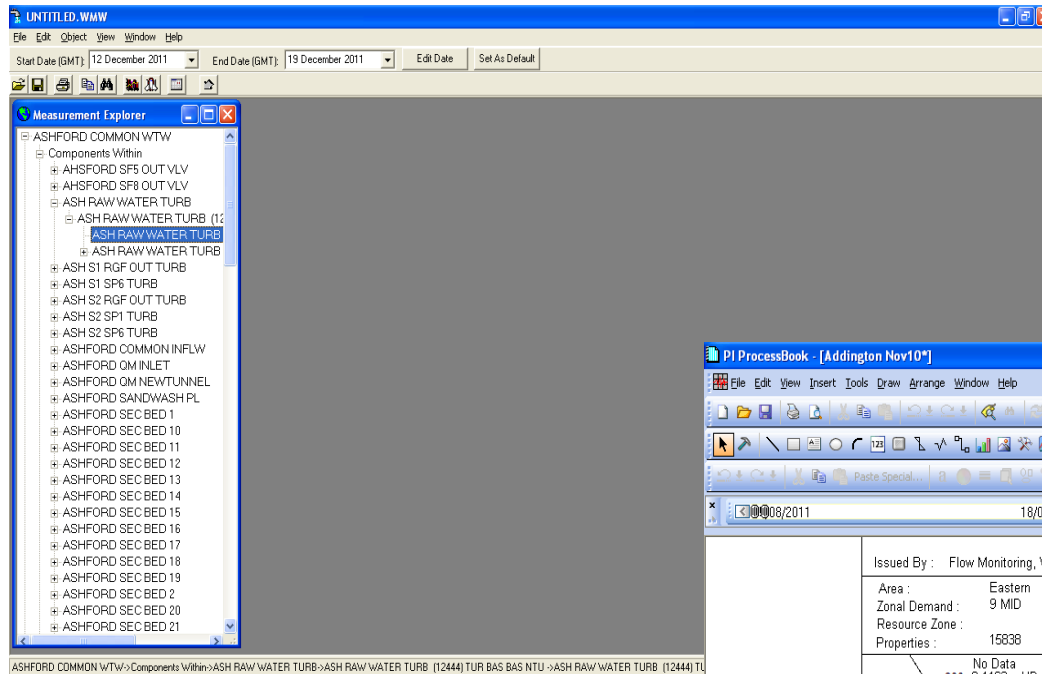 UNTITLED.WMW
File Edit Object View Window Help
Start Date (GMT): 12 December 2011 End Date (GMT): 19 December 2011 Edit Date Set As Default
Measurement Explorer
ASHFORD COMMON WTW
Components Within
AHSFORD SF5 OUT VLV
AHSFORD SF8 OUT VLV
ASH RAW WATER TURB
ASH RAW WATER TURB (12
ASH RAW WATER TURB
ASH RAW WATER TURB
ASH S1 RGF OUT TURB
ASH S1 SP6 TURB
ASH S2 RGF OUT TURB
ASH S2 SP1 TURB
ASH S2 SP6 TURB
ASHFORD COMMON INFLW
ASHFORD QM INLET
ASHFORD QM NEWTUNNEL
ASHFORD SANDWASH PL
ASHFORD SEC BED 1
ASHFORD SEC BED 10
ASHFORD SEC BED 11
ASHFORD SEC BED 12
ASHFORD SEC BED 13
ASHFORD SEC BED 14
ASHFORD SEC BED 15
ASHFORD SEC BED 16
ASHFORD SEC BED 17
ASHFORD SEC BED 18
ASHFORD SEC BED 19
ASHFORD SEC BED 2
ASHFORD SEC BED 20
ASHFORD SEC BED 21
ASHFORD COMMON WTW->Components Within->ASH RAW WATER TURB->ASH RAW WATER TURB (12444) TUR BAS BAS NTU ->ASH RAW WATER TURB (12444) TU
PI ProcessBook - [Addington Nov10*]
File Edit View Insert Tools Draw Arrange Window Help
123
Paste Special...
08/2011 18/0
Issued By : Flow Monitoring,
Area : Eastern
Zonal Demand : 9 MID
Resource Zone :
Properties : 15838
No Data